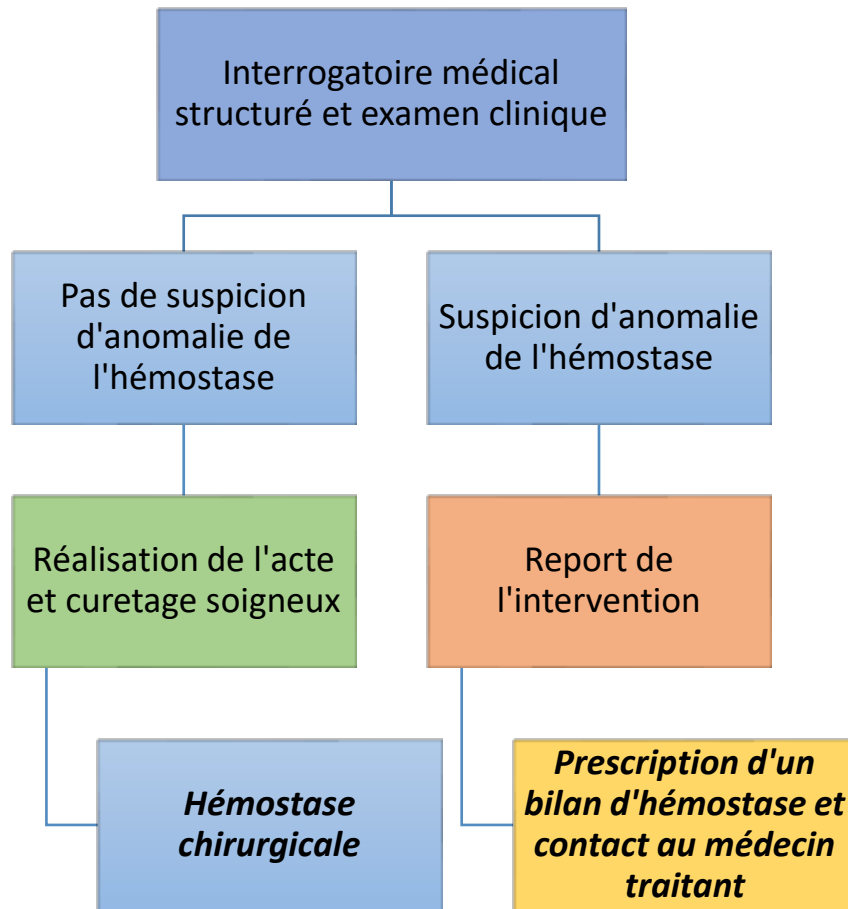 Interrogatoire médical
structuré et examen clinique
Pas de suspicion
d'anomalie de
l'hémostase
Suspicion d'anomalie
de l'hémostase
Réalisation de l'acte
et curetage soigneux
Report de
l'intervention
Hémostase
chirurgicale
Prescription d'un
bilan d'hémostase et
contact au médecin
traitant